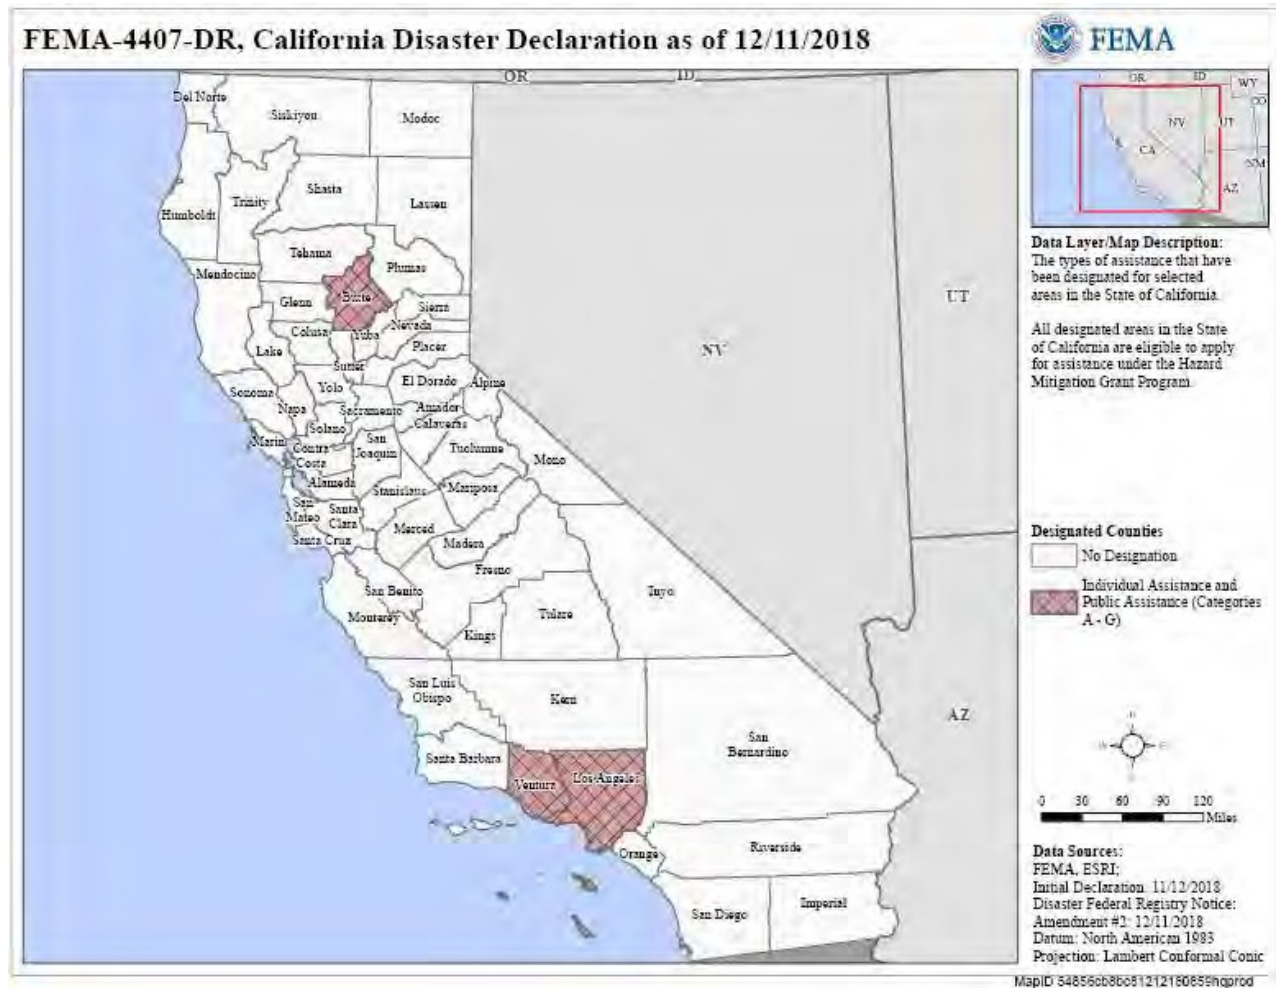 FEMA-4407-DR, California Disaster Declaration as of 12/11/2018
FEMA
OR
ID
Del Norte
Siskiyou
Modoc
Humboldt
Trinity
Shasta
Lassen
Mendocino
Tehama
Plumas
Glenn
Butte
Sierra
Colusa
Yuba
Nevada
Lake
Placer
Sutter
Sonoma
Yolo
El Dorado
Alpine
Napa
Sacramento
Amador
Solano
Calaveras
Marin
Contra
Costa
San
Joaquin
Tuolumne
Mono
Alameda
Stanislaus
Mariposa
San
Mateo
Santa
Clara
Merced
Santa Cruz
Madera
Fresno
San Benito
Inyo
Monterey
Kings
Tulare
San Luis
Obispo
Kern
Santa Barbara
Ventura
Los Angeles
San
Bernardino
Orange
Riverside
San Diego
Imperial
NV
UT
AZ
OR
ID
WY
NV
UT
CO
CA
NM
AZ
Data Layer/Map Description:
The types of assistance that have
been designated for selected
areas in the State of California.
All designated areas in the State
of California are eligible to apply
for assistance under the Hazard
Mitigation Grant Program.
Designated Counties
No Designation
Individual Assistance and
Public Assistance (Categories
A - G)
0 30 60 90 120
Miles
Data Sources:
FEMA, ESRI;
Initial Declaration: 11/12/2018
Disaster Federal Registry Notice:
Amendment #2: 12/11/2018
Datum: North American 1983
Projection: Lambert Conformal Conic
MapID 54856cb8bc81212180859hqprod